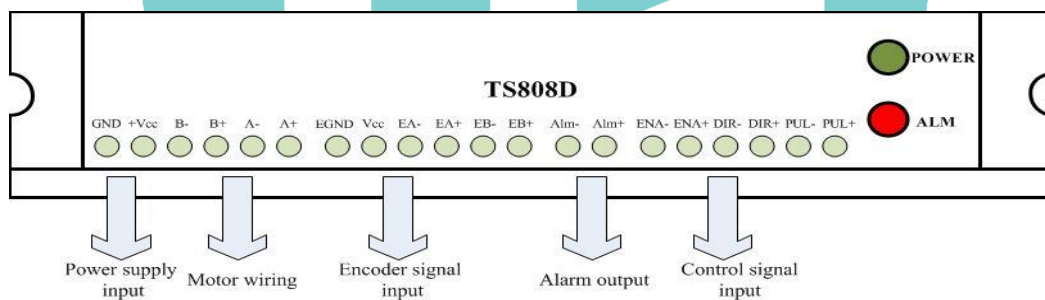 POWER
TS808D
GND +Vcc B- B+ A- A+ EGND Vcc EA- EA+ EB- EB+ Alm- Alm+ ENA- ENA+ DIR- DIR+ PUL- PUL+
ALM
Power supply input
Motor wiring
Encoder signal input
Alarm output
Control signal input